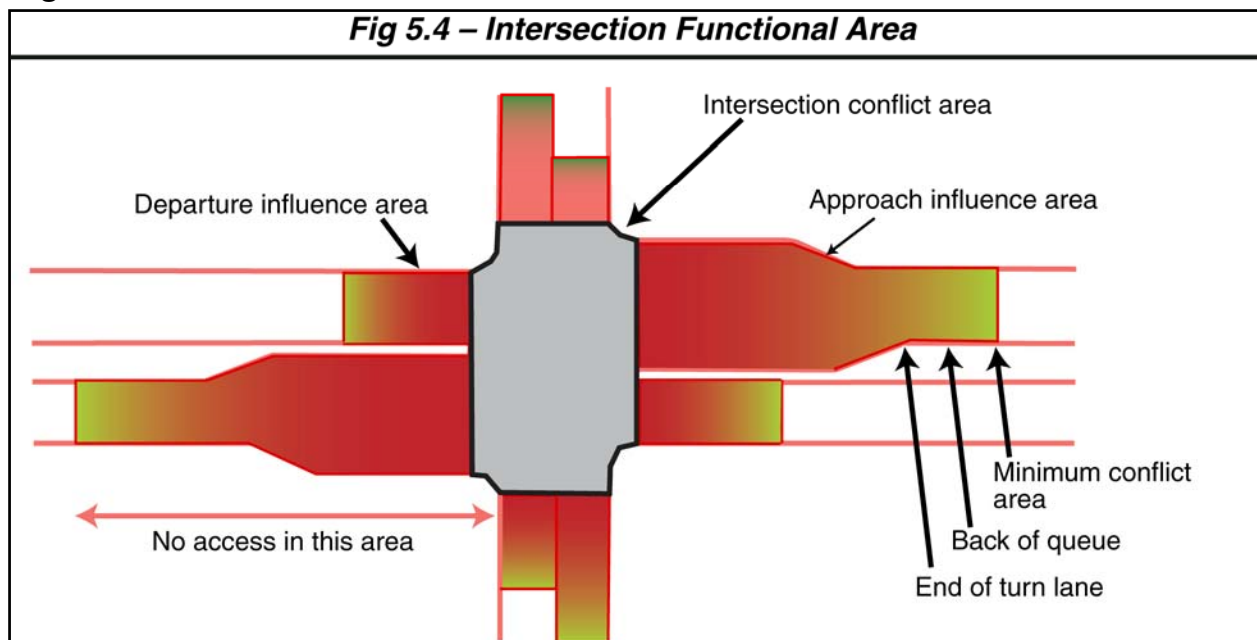 Fig 5.4 – Intersection Functional Area
Intersection conflict area
Departure influence area
Approach influence area
Minimum conflict
area
No access in this area
Back of queue
End of turn lane